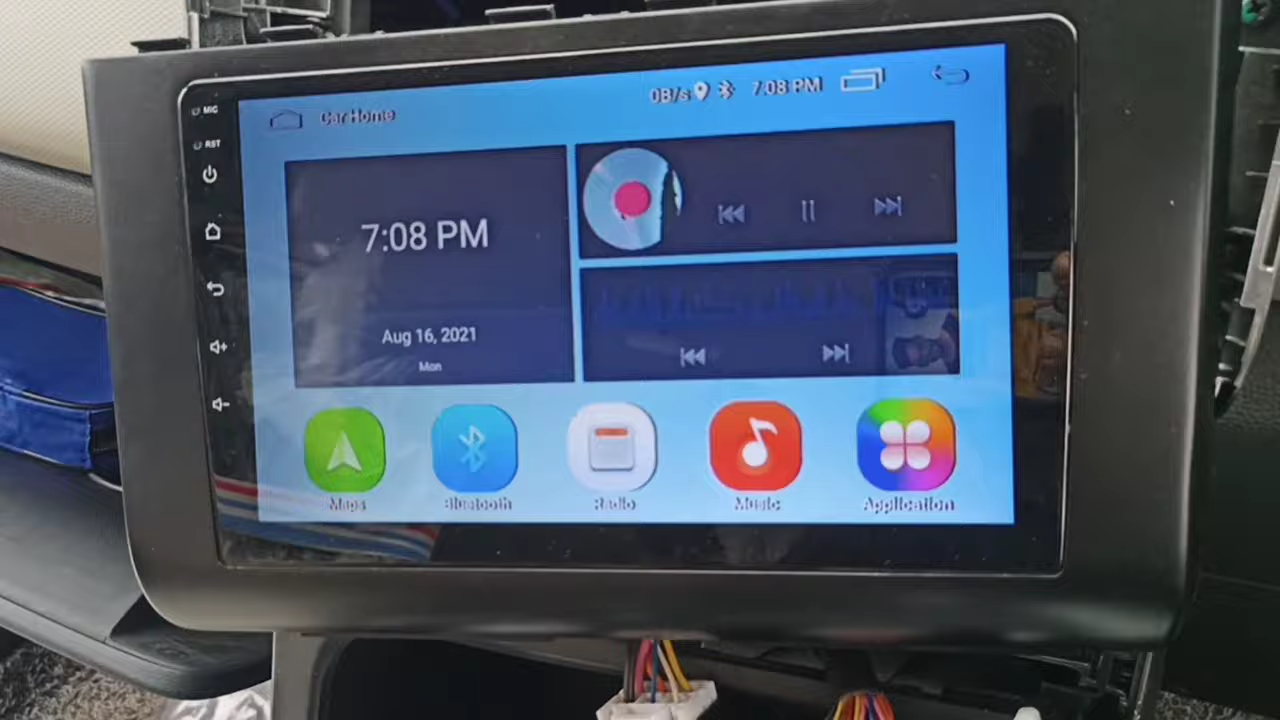 MIC
RST
Car Home
0B/s 7:08 PM
7:08 PM
Aug 16, 2021
Mon
Maps
Bluetooth
Radio
Music
Application